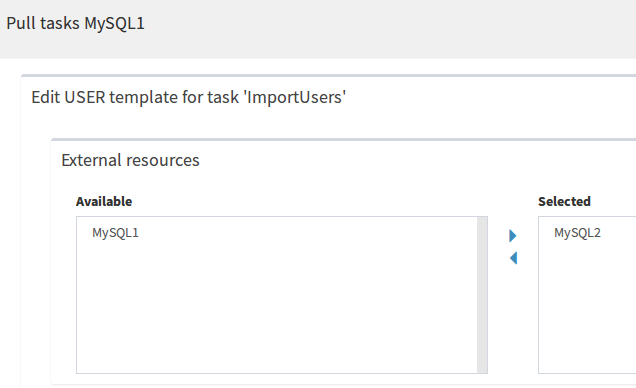 Pull tasks MySQL1
Edit USER template for task 'ImportUsers'
External resources
Available
Selected
MySQL1
MySQL2